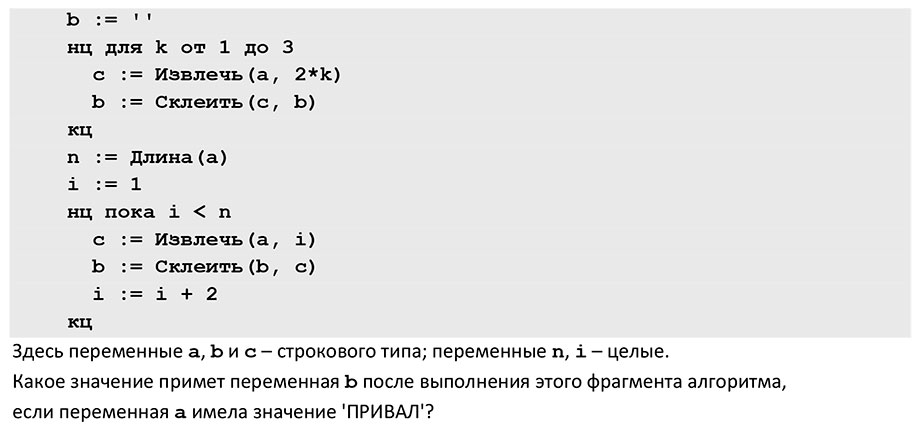 b := ''
нц для k от 1 до 3
c := Извлечь(a, 2*k)
b := Склеить(c, b)
кц
n := Длина(a)
i := 1
нц пока i < n
c := Извлечь(a, i)
b := Склеить(b, c)
i := i + 2
кц
Здесь переменные a, b и c – строкового типа; переменные n, i – целые.
Какое значение примет переменная b после выполнения этого фрагмента алгоритма,
если переменная a имела значение 'ПРИВАЛ'?